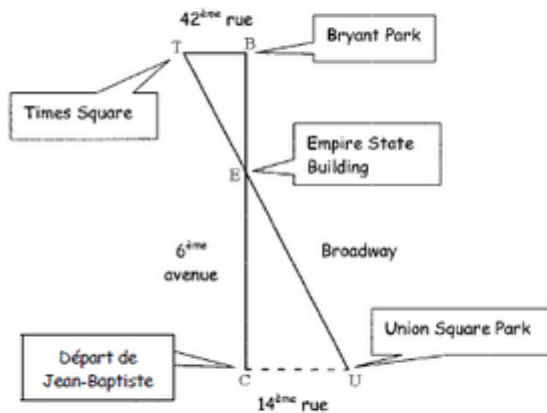 42ème rue
T
B
Bryant Park
Times Square
Empire State
Building
E
6ème
avenue
Broadway
Départ de
Jean-Baptiste
Union Square Park
C
U
14ème rue